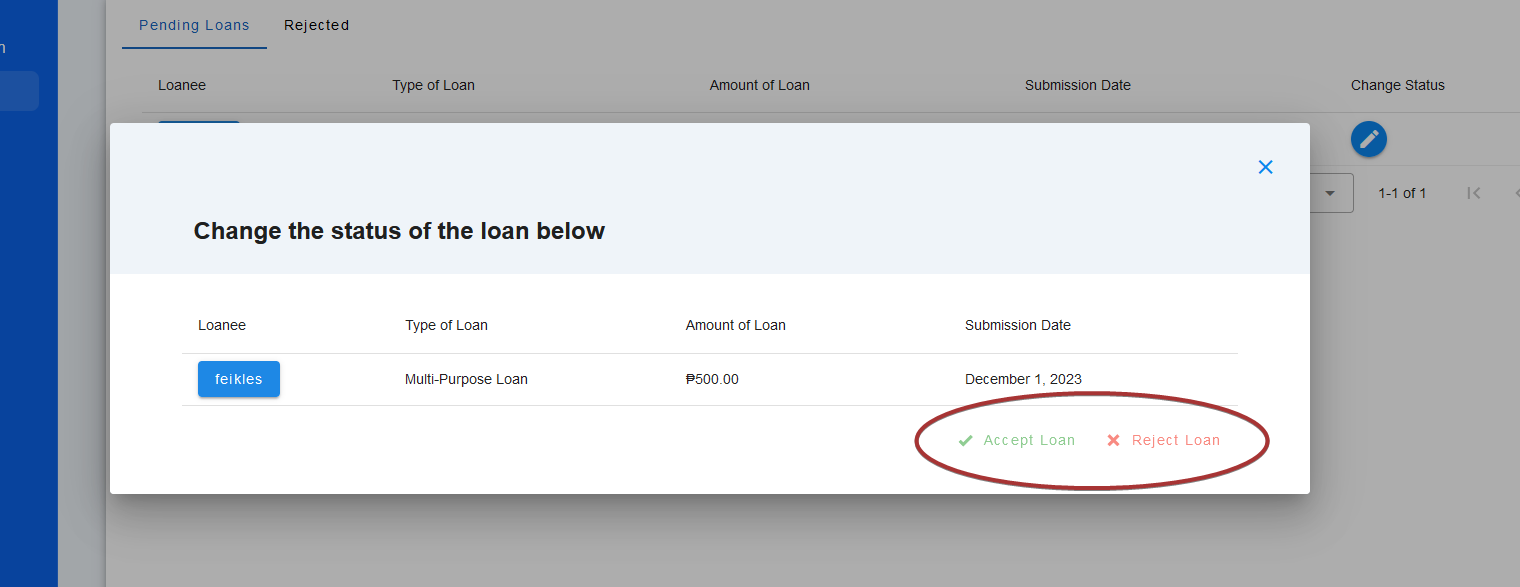 Pending Loans Rejected
n
Loanee Type of Loan Amount of Loan Submission Date Change Status
1-1 of 1
Change the status of the loan below
Loanee Type of Loan Amount of Loan Submission Date
feikles Multi-Purpose Loan ₱500.00 December 1, 2023
Accept Loan Reject Loan